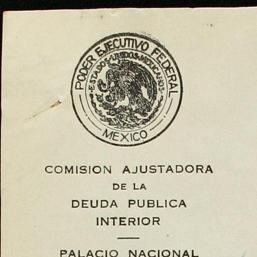 PODER EJECUTIVO FEDERAL
ESTADOS UNIDOS MEXICANOS
MEXICO
COMISION AJUSTADORA
DE LA
DEUDA PUBLICA
INTERIOR
PALACIO NACIONAL